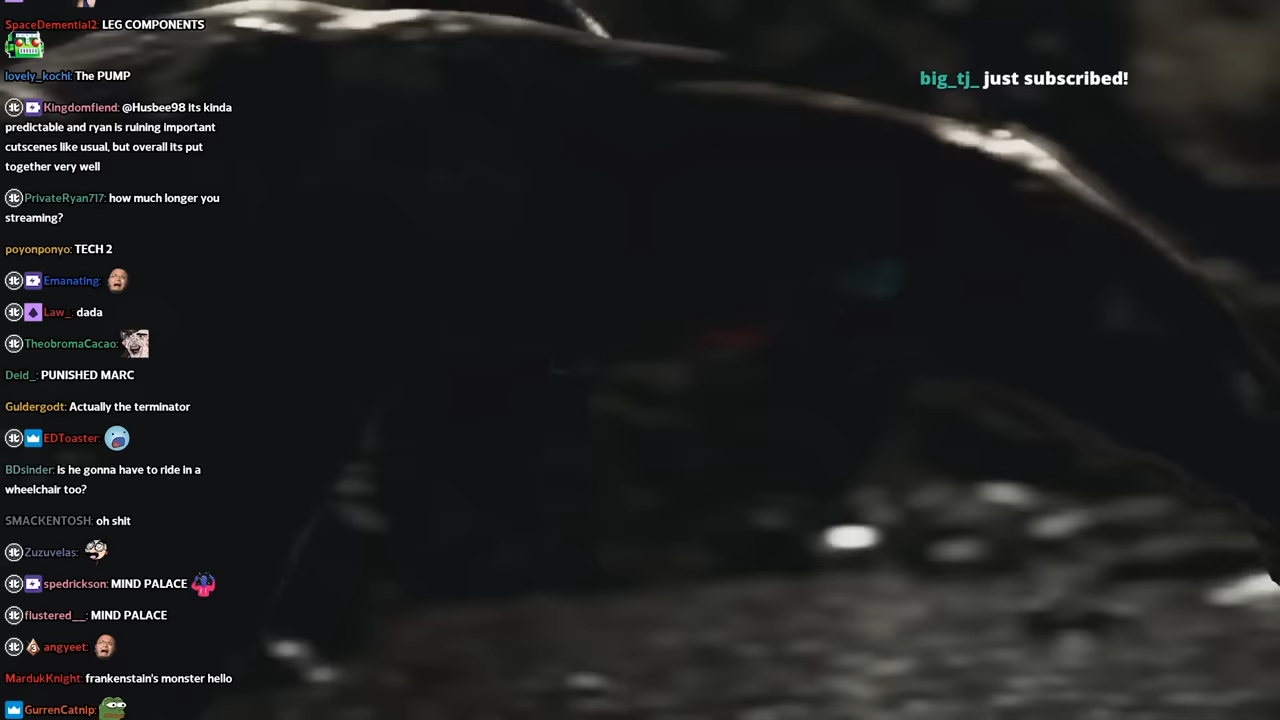 SpaceDemential2: LEG COMPONENTS
lovely_kochi: The PUMP
Kingdomfiend: @Husbee98 its kinda
predictable and ryan is ruining important
cutscenes like usual, but overall its put
together very well
PrivateRyan717: how much longer you
streaming?
poyonponyo: TECH 2
Emanating:
Law_: dada
TheobromaCacao:
Deld_: PUNISHED MARC
Guldergodt: Actually the terminator
EDToaster:
BDsinder: is he gonna have to ride in a
wheelchair too?
SMACKENTOSH: oh shit
Zuzuvelas:
spedrickson: MIND PALACE
flustered__: MIND PALACE
3 angyeet:
MardukKnight: frankenstain's monster hello
GurrenCatnip:
big_tj_ just subscribed!